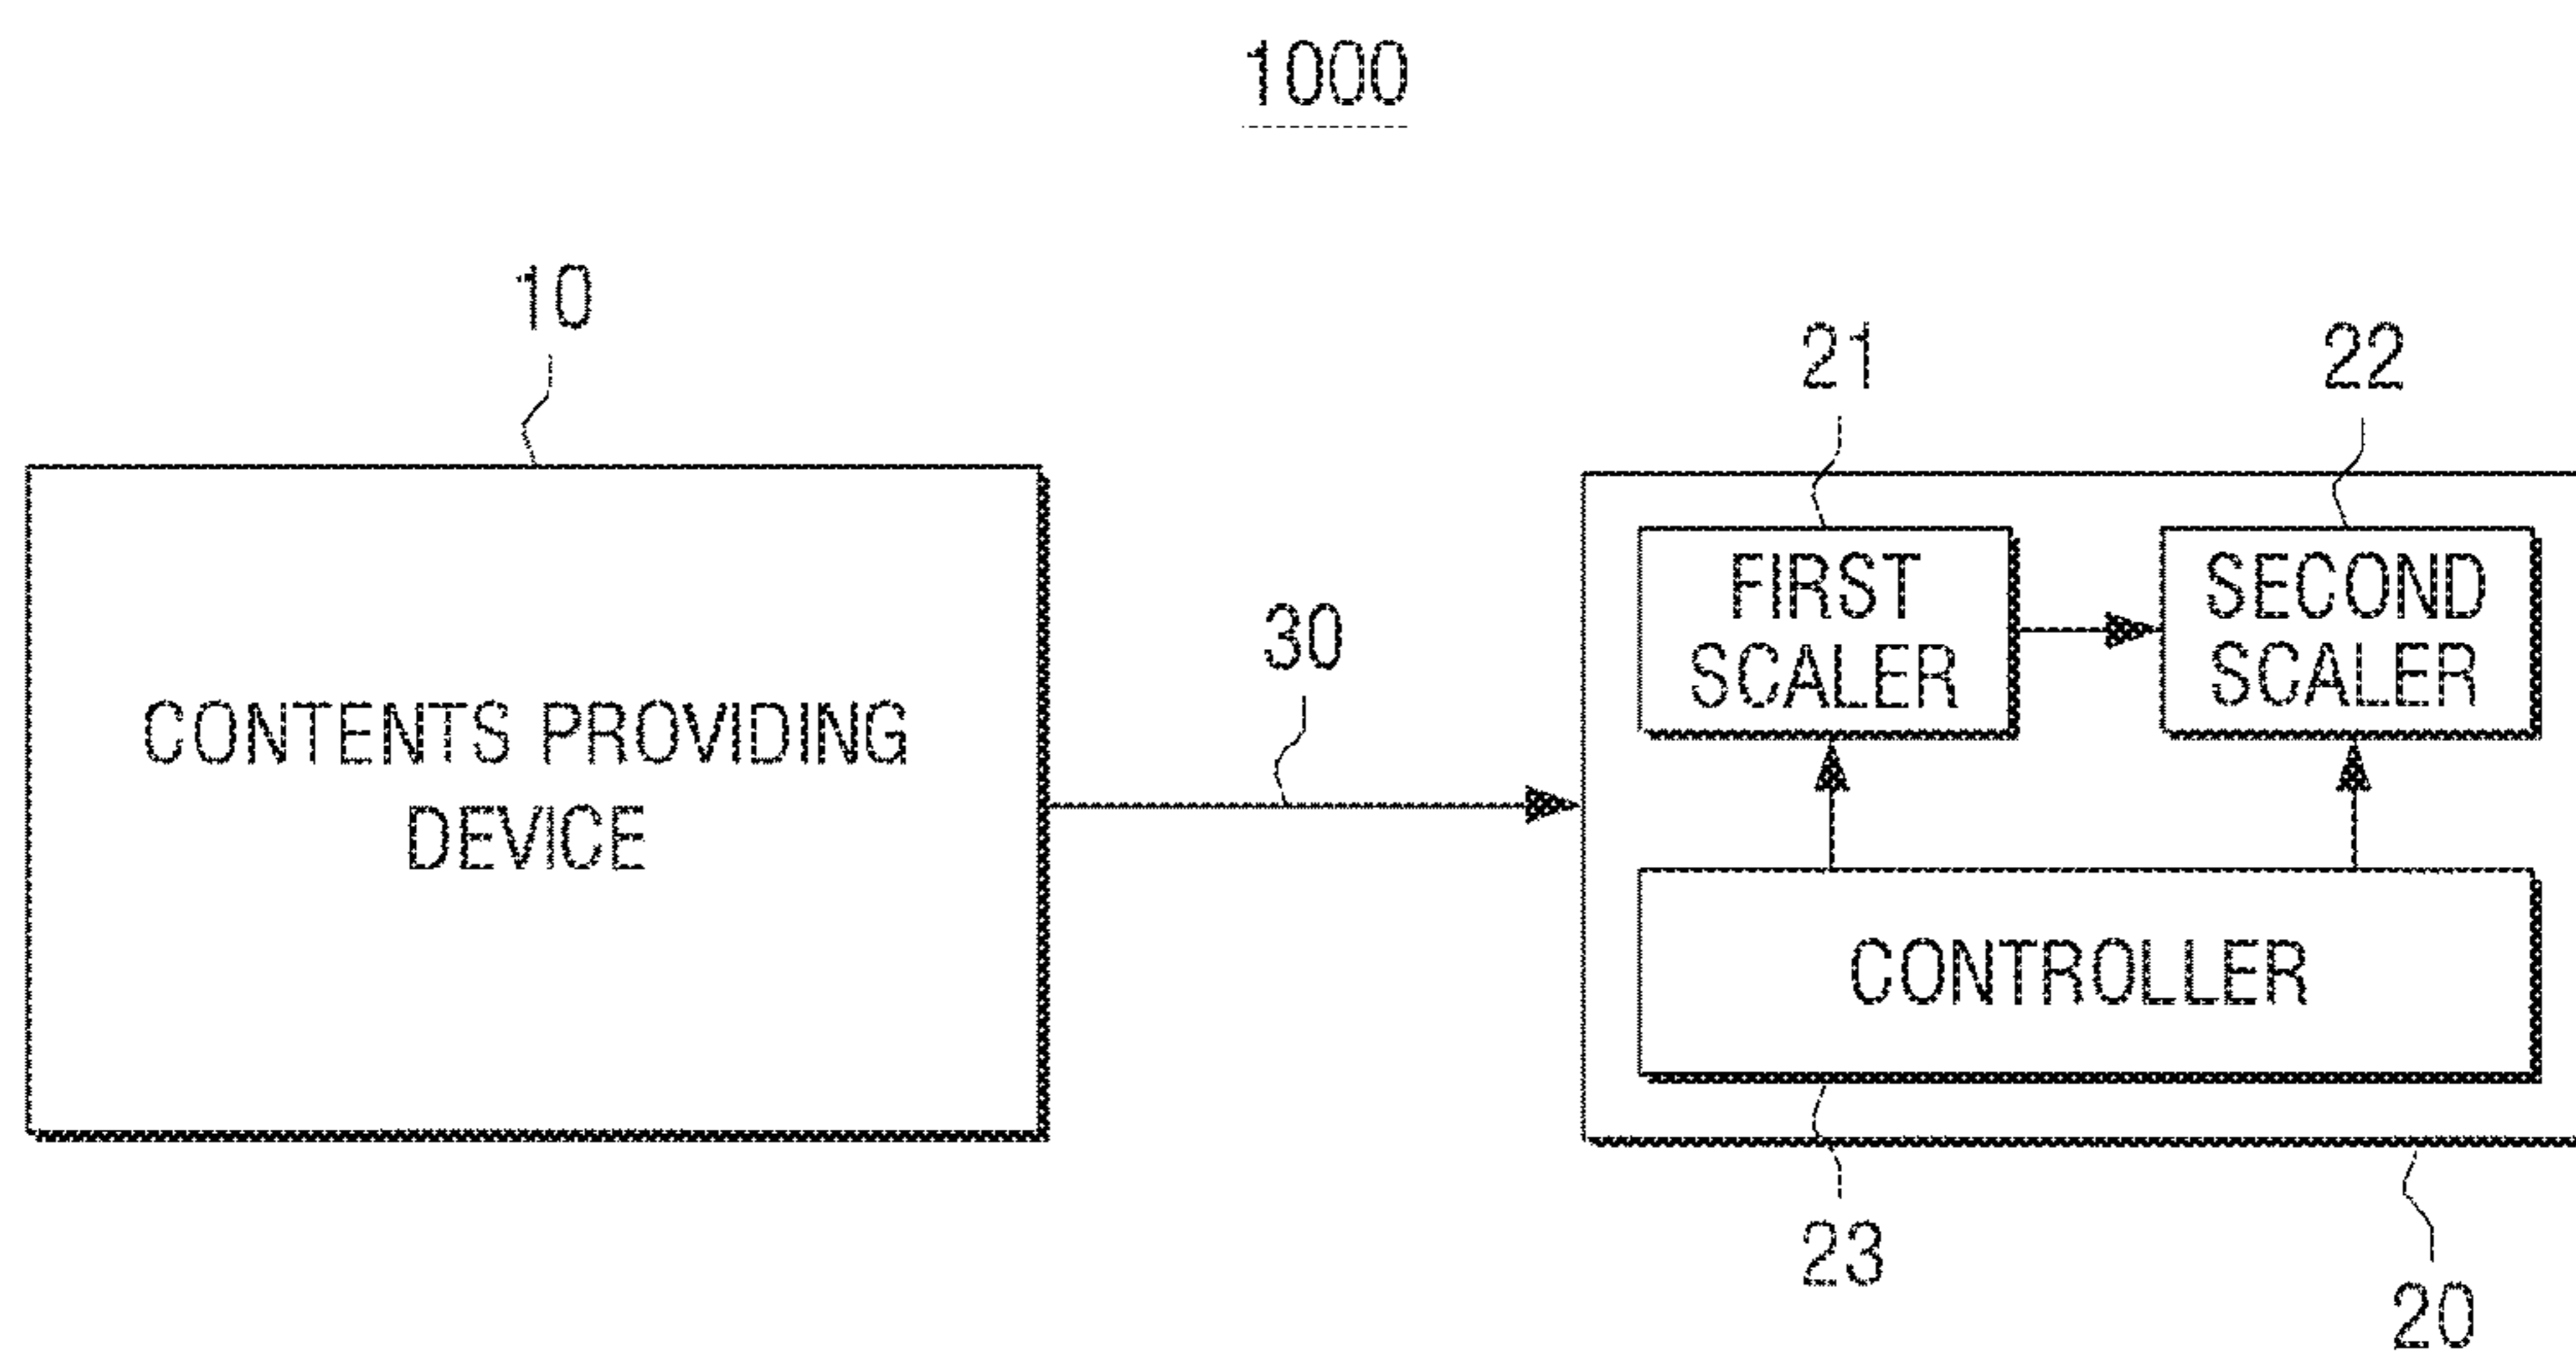 1000
10
21
22
FIRST
SCALER
SECOND
SCALER
30
CONTENTS PROVIDING
DEVICE
CONTROLLER
23
20